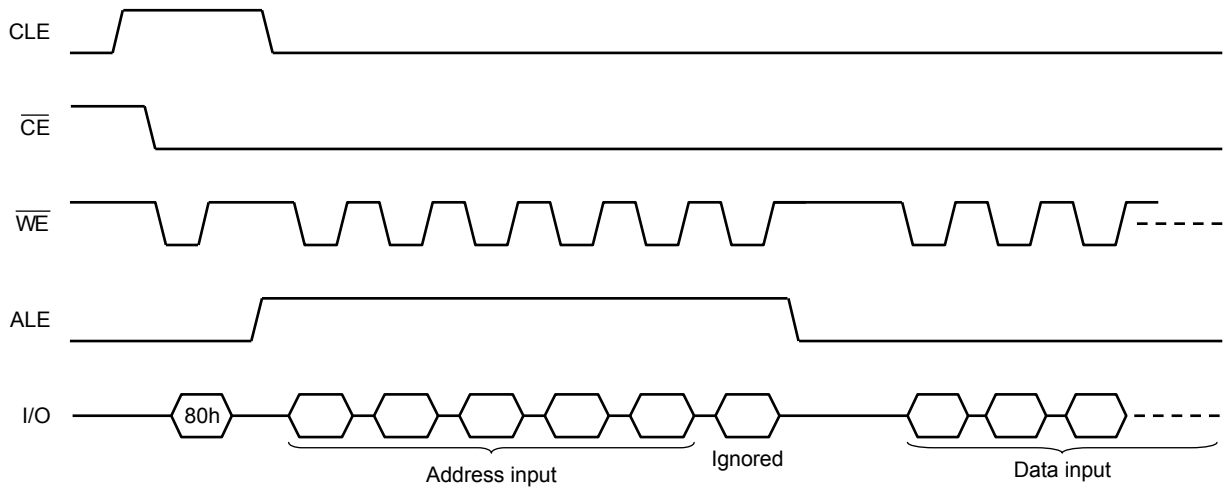 CLE
CE
WE
ALE
I/O
80h
Address input
Ignored
Data input